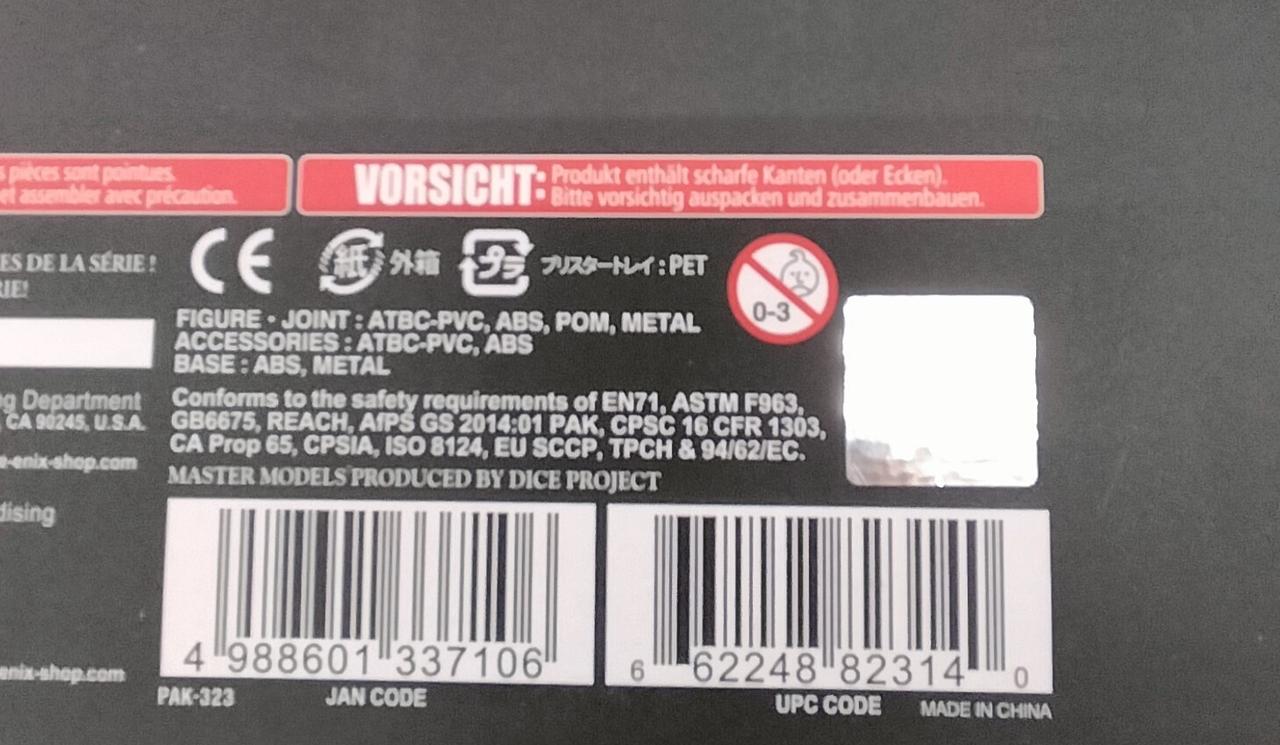 s pièces sont pointues.
et assembler avec précaution.
VORSICHT: Produkt enthält scharfe Kanten (oder Ecken).
Bitte vorsichtig auspacken und zusammenbauen.
ES DE LA SÉRIE !
RIE!
CE 紙 外箱 プラ ブリスタートレイ : PET
0-3
FIGURE・JOINT : ATBC-PVC, ABS, POM, METAL
ACCESSORIES : ATBC-PVC, ABS
BASE : ABS, METAL
ng Department
, CA 90245, U.S.A.
e-enix-shop.com
dising
enix-shop.com
Conforms to the safety requirements of EN71, ASTM F963,
GB6675, REACH, AfPS GS 2014:01 PAK, CPSC 16 CFR 1303,
CA Prop 65, CPSIA, ISO 8124, EU SCCP, TPCH & 94/62/EC.
MASTER MODELS PRODUCED BY DICE PROJECT
4 988601 337106
PAK-323 JAN CODE
6 62248 82314 0
UPC CODE MADE IN CHINA